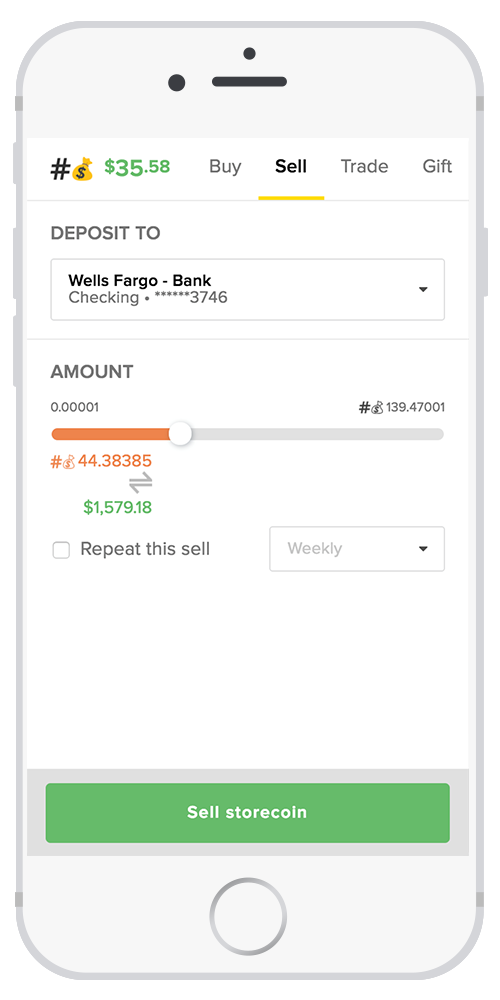 #💰 $35.58 Buy Sell Trade Gift
DEPOSIT TO
Wells Fargo - Bank
Checking • ******3746
AMOUNT
0.00001 #💰 139.47001
#💰 44.38385
$1,579.18
Repeat this sell Weekly
Sell storecoin